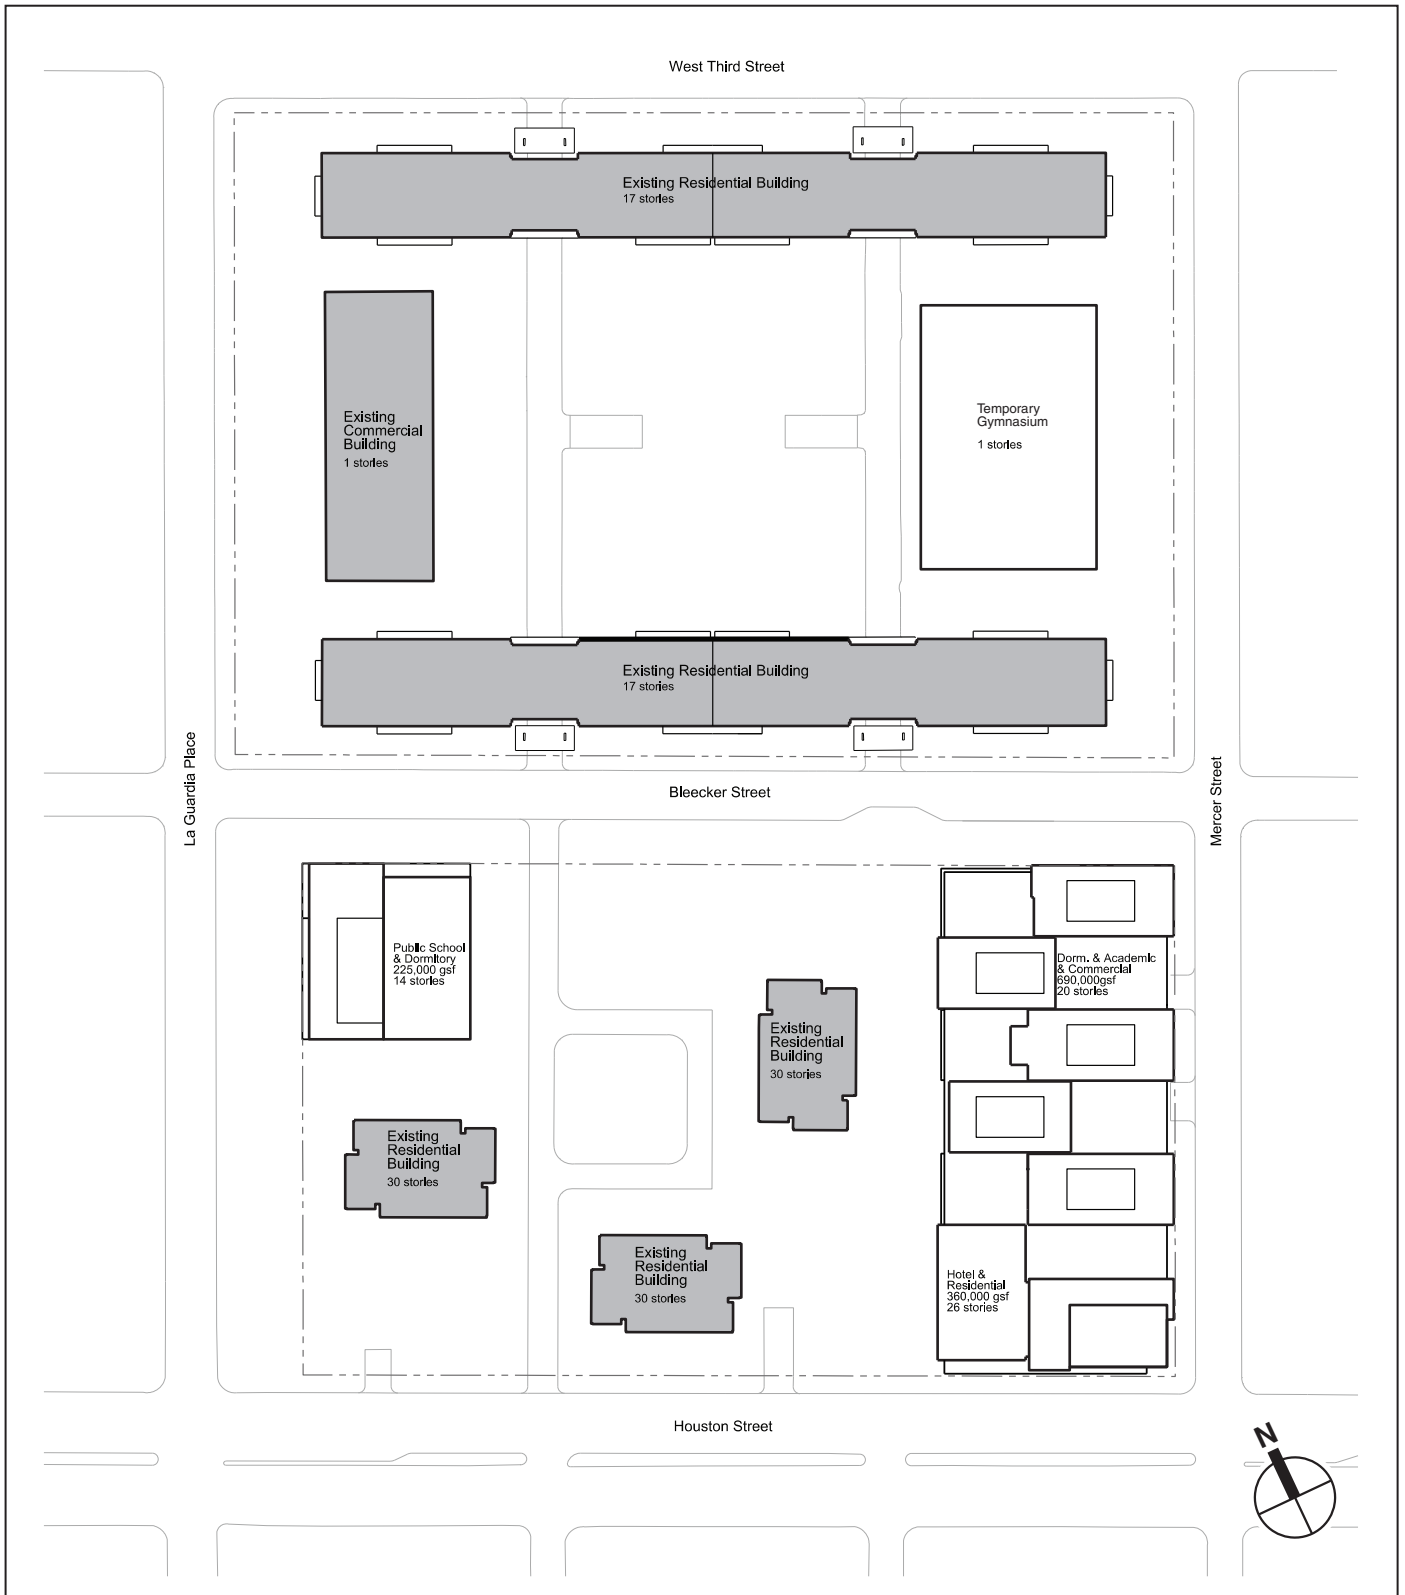 West Third Street
Existing Residential Building
17 stories
Existing
Commercial
Building
1 stories
Temporary
Gymnasium
1 stories
Existing Residential Building
17 stories
La Guardia Place
Mercer Street
Bleecker Street
Public School
& Dormitory
225,000 gsf
14 stories
Dorm. & Academic
& Commercial
690,000gsf
20 stories
Existing
Residential
Building
30 stories
Existing
Residential
Building
30 stories
Existing
Residential
Building
30 stories
Hotel &
Residential
360,000 gsf
26 stories
Houston Street
N